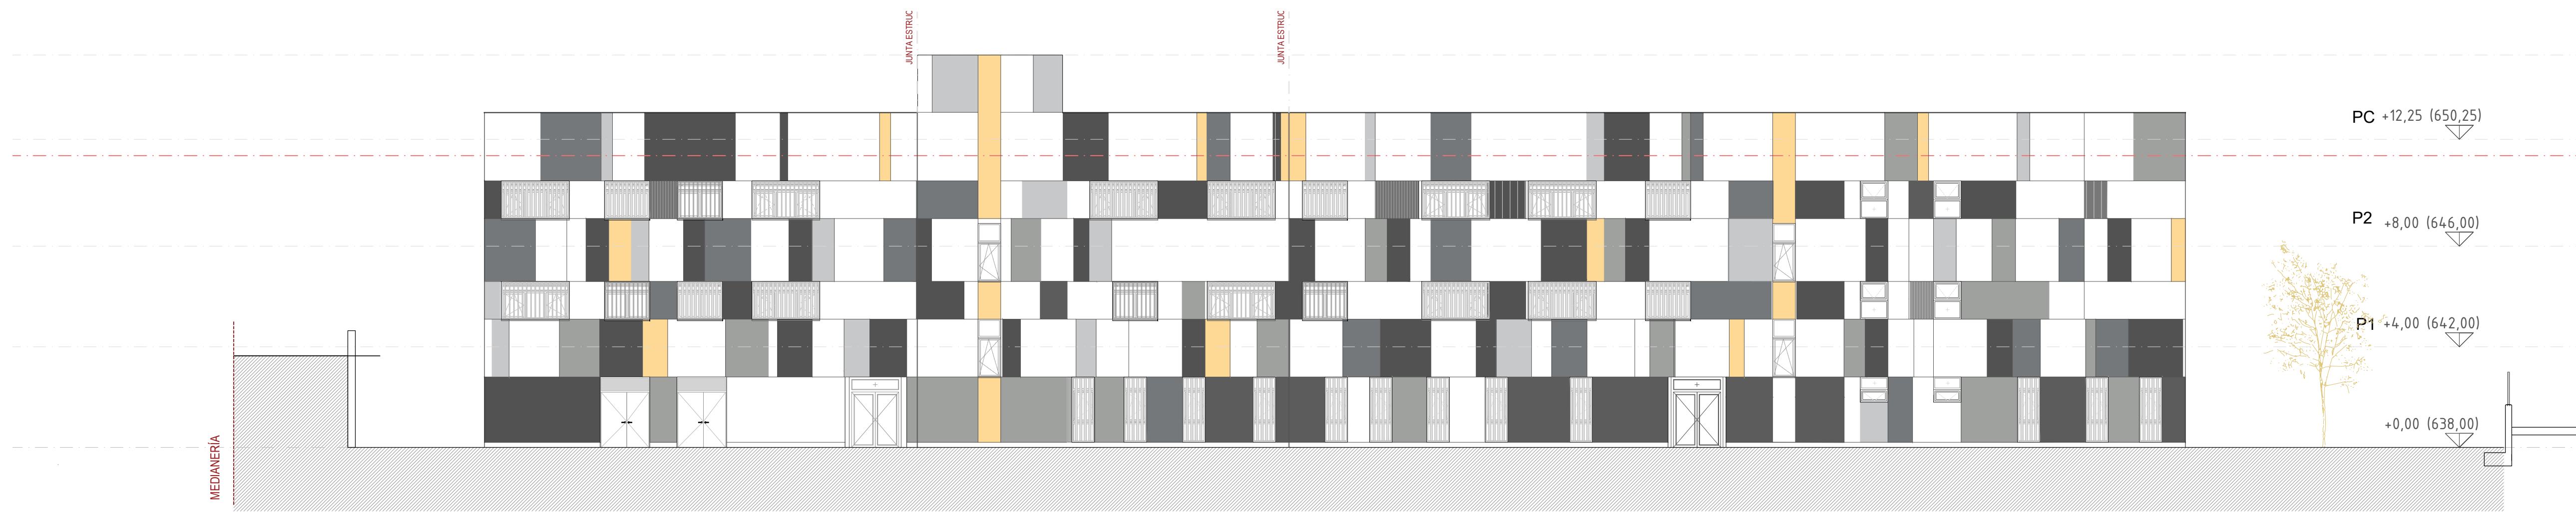 JUNTA ESTRUC
JUNTA ESTRUC
PC +12,25 (650,25)
P2 +8,00 (646,00)
P1 +4,00 (642,00)
+0,00 (638,00)
MEDIANERÍA